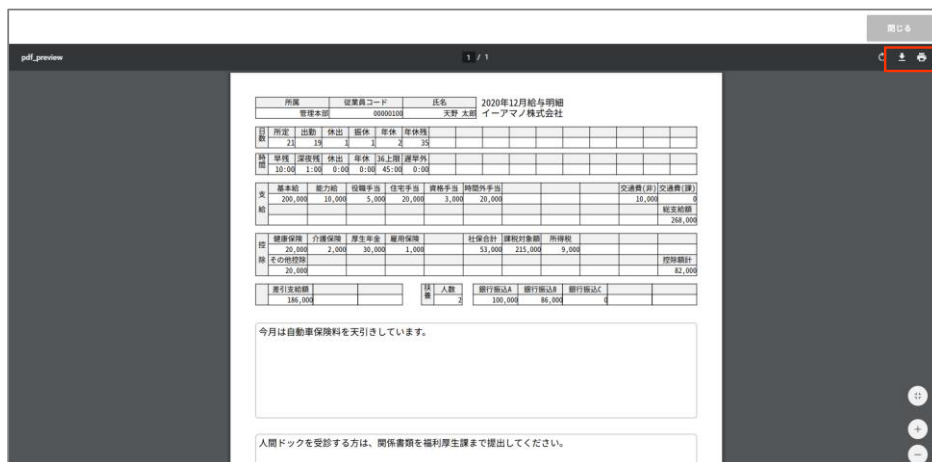 閉じる
pdf_preview 1 / 1
所属 従業員コード 氏名 2020年12月給与明細
管理本部 00000100 天野 太郎 イーアマノ株式会社
日数 所定 出勤 休出 振休 年休 年休残
21 19 1 1 2 35
時間 早残 深夜残 休出 年休 36上限 遅早外
10:00 1:00 0:00 0:00 45:00 0:00
支給 基本給 能力給 役職手当 住宅手当 資格手当 時間外手当 交通費(非) 交通費(課)
200,000 10,000 5,000 20,000 3,000 20,000 10,000 0
総支給額
268,000
控除 健康保険 介護保険 厚生年金 雇用保険 社保合計 課税対象額 所得税
20,000 2,000 30,000 1,000 53,000 215,000 9,000
その他控除 控除額計
20,000 82,000
差引支給額 扶養 人数 銀行振込A 銀行振込B 銀行振込C
186,000 2 100,000 86,000 0
今月は自動車保険料を天引きしています。
人間ドックを受診する方は、関係書類を福利厚生課まで提出してください。